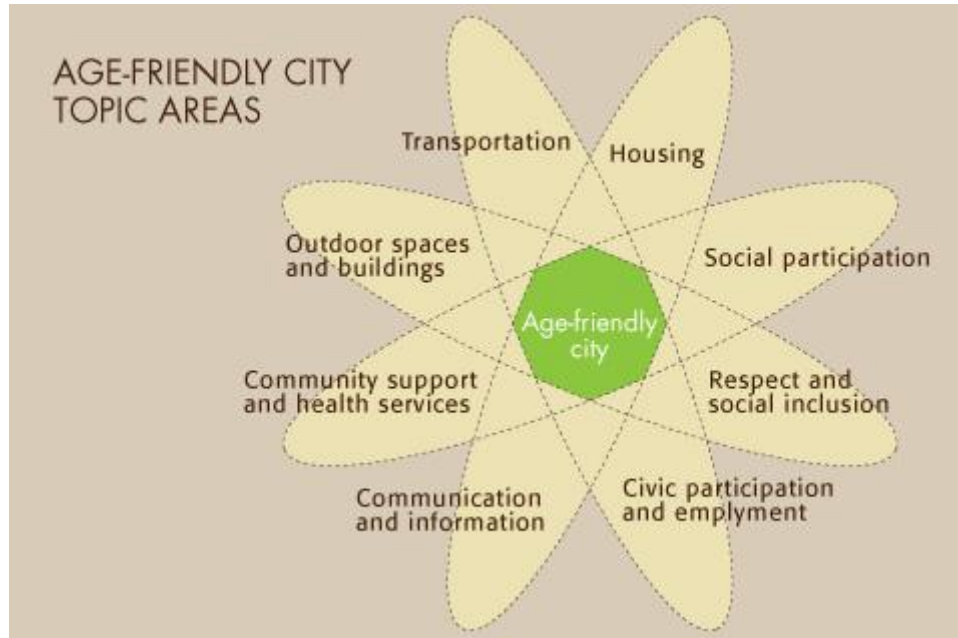 AGE-FRIENDLY CITY
TOPIC AREAS
Transportation
Housing
Outdoor spaces
and buildings
Social participation
Age-friendly
city
Community support
and health services
Respect and
social inclusion
Communication
and information
Civic participation
and emplyment